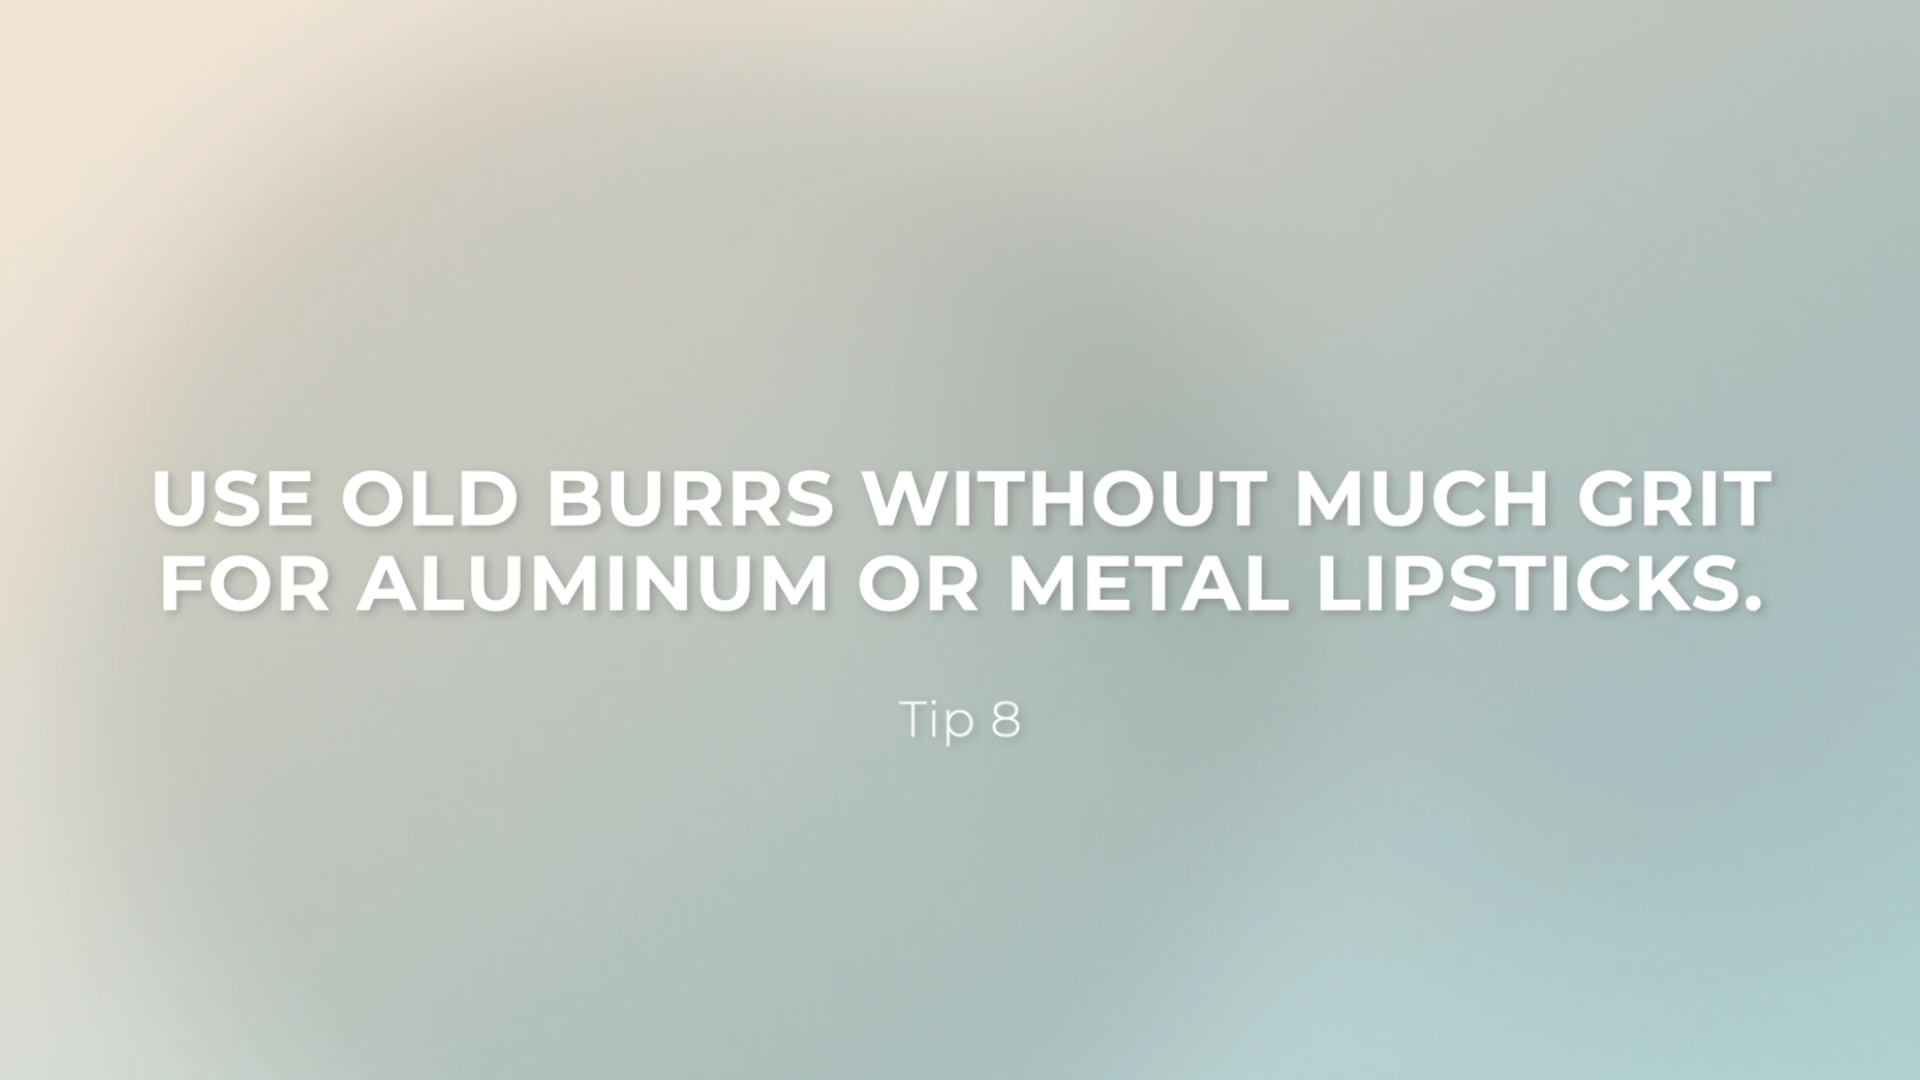 USE OLD BURRS WITHOUT MUCH GRIT
FOR ALUMINUM OR METAL LIPSTICKS.
Tip 8